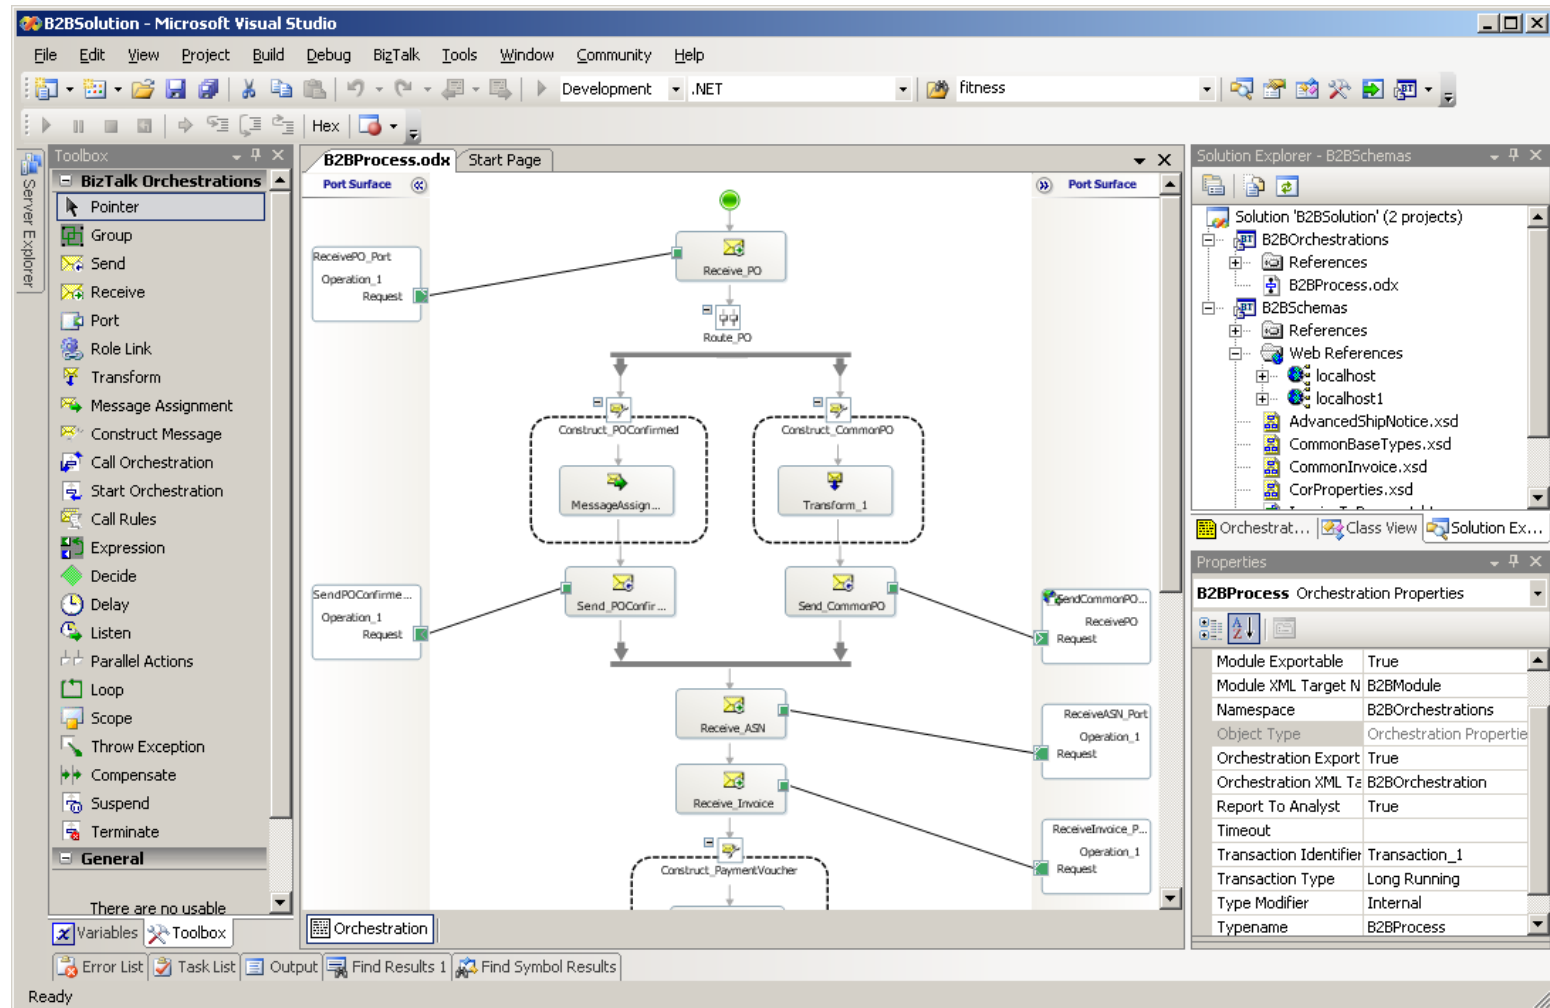 B2BSolution - Microsoft Visual Studio
File Edit View Project Build Debug BizTalk Tools Window Community Help
Development .NET fitness
Hex
Server Explorer
Toolbox
BizTalk Orchestrations
Pointer
Group
Send
Receive
Port
Role Link
Transform
Message Assignment
Construct Message
Call Orchestration
Start Orchestration
Call Rules
Expression
Decide
Delay
Listen
Parallel Actions
Loop
Scope
Throw Exception
Compensate
Suspend
Terminate
General
There are no usable
Variables Toolbox
B2BProcess.odx Start Page
Port Surface
Port Surface
ReceivePO_Port
Operation_1
Request
Receive_PO
Route_PO
Construct_POConfirmed
Construct_CommonPO
MessageAssign...
Transform_1
SendPOConfirme...
Operation_1
Request
Send_POConfir...
Send_CommonPO
SendCommonPO...
ReceivePO
Request
Receive_ASN
ReceiveASN_Port
Operation_1
Request
Receive_Invoice
ReceiveInvoice_P...
Operation_1
Request
Construct_PaymentVoucher
Orchestration
Solution Explorer - B2BSchemas
Solution 'B2BSolution' (2 projects)
BT B2BOrchestrations
References
B2BProcess.odx
BT B2BSchemas
References
Web References
localhost
localhost1
AdvancedShipNotice.xsd
CommonBaseTypes.xsd
CommonInvoice.xsd
CorProperties.xsd
Orchestrat... Class View Solution Ex...
Properties
B2BProcess Orchestration Properties
Module Exportable True
Module XML Target N B2BModule
Namespace B2BOrchestrations
Object Type Orchestration Propertie
Orchestration Export True
Orchestration XML Ta B2BOrchestration
Report To Analyst True
Timeout
Transaction Identifier Transaction_1
Transaction Type Long Running
Type Modifier Internal
Typename B2BProcess
Error List Task List Output Find Results 1 Find Symbol Results
Ready